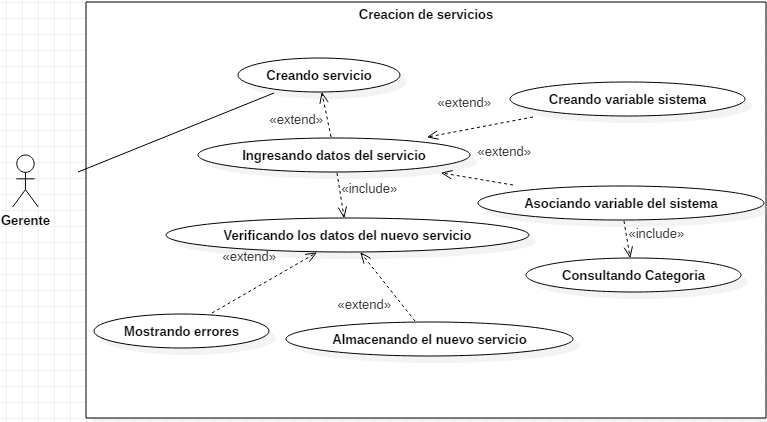 Creacion de servicios
Creando servicio
Creando variable sistema
«extend»
«extend»
Ingresando datos del servicio
«extend»
«include»
Asociando variable del sistema
Gerente
Verificando los datos del nuevo servicio
«include»
«extend»
Consultando Categoria
«extend»
Mostrando errores
Almacenando el nuevo servicio